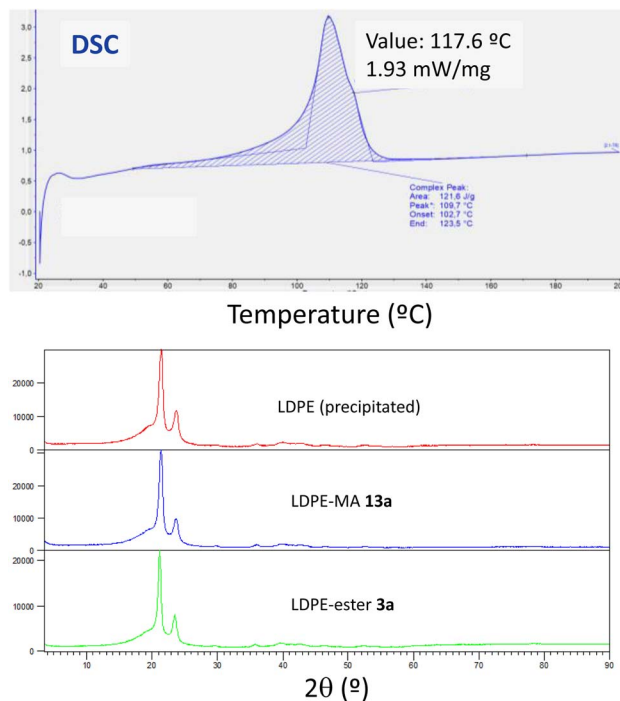 DSC
Value: 117.6 ºC
1.93 mW/mg
3,0
2,5
2,0
1,5
1,0
0,5
0,0
-0,5
-1,0
Complex Peak:
Area: 121,6 J/g
Peak*: 109,7 °C
Onset: 102,7 °C
End: 123,5 °C
20 40 60 80 100 120 140 160 180 200
Temperature (ºC)
20000
10000
0
LDPE (precipitated)
20000
10000
0
LDPE-MA 13a
20000
10000
0
LDPE-ester 3a
10 20 30 40 50 60 70 80 90
2θ (º)